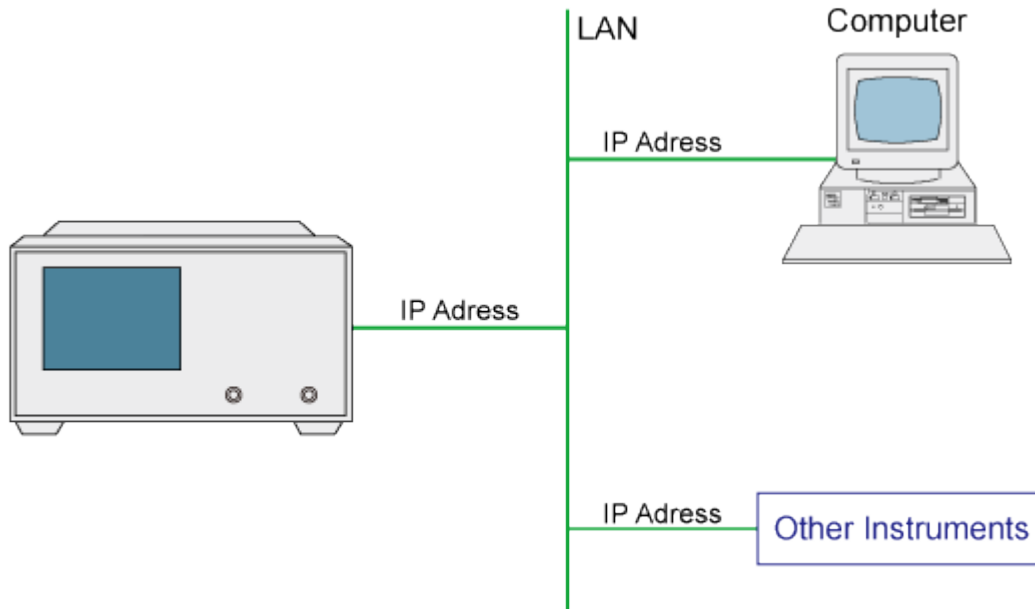 LAN
Computer
IP Adress
IP Adress
IP Adress
Other Instruments